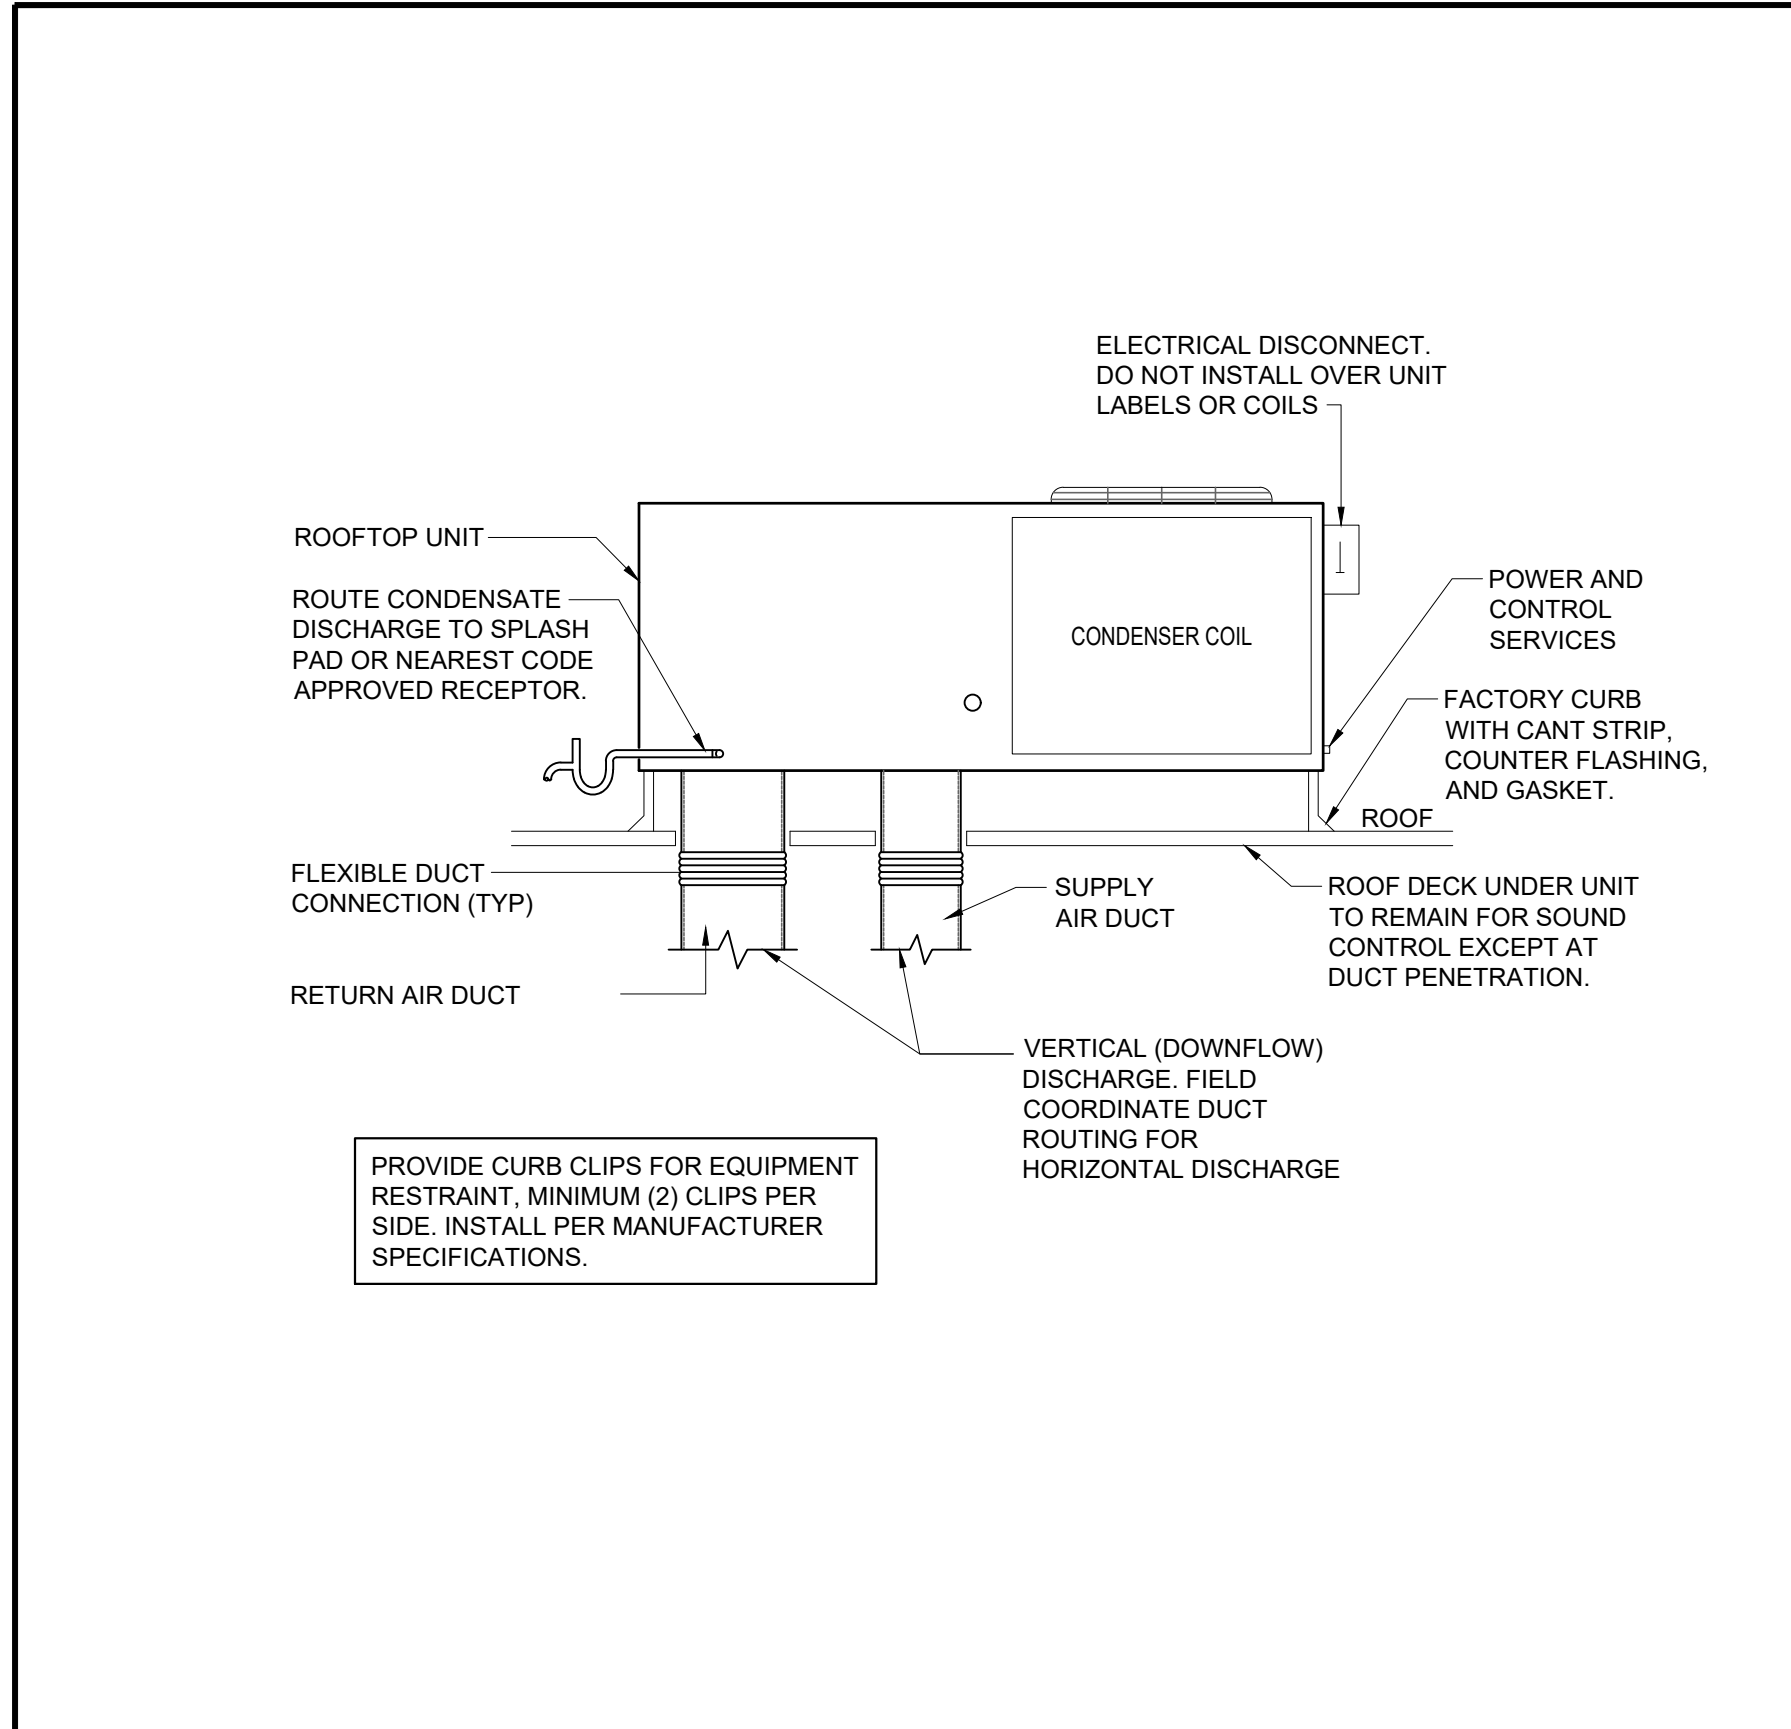 ELECTRICAL DISCONNECT.
DO NOT INSTALL OVER UNIT
LABELS OR COILS
ROOFTOP UNIT
ROUTE CONDENSATE
DISCHARGE TO SPLASH
PAD OR NEAREST CODE
APPROVED RECEPTOR.
CONDENSER COIL
POWER AND
CONTROL
SERVICES
FACTORY CURB
WITH CANT STRIP,
COUNTER FLASHING,
AND GASKET.
ROOF
FLEXIBLE DUCT
CONNECTION (TYP)
SUPPLY
AIR DUCT
ROOF DECK UNDER UNIT
TO REMAIN FOR SOUND
CONTROL EXCEPT AT
DUCT PENETRATION.
RETURN AIR DUCT
VERTICAL (DOWNFLOW)
DISCHARGE. FIELD
COORDINATE DUCT
ROUTING FOR
HORIZONTAL DISCHARGE
PROVIDE CURB CLIPS FOR EQUIPMENT
RESTRAINT, MINIMUM (2) CLIPS PER
SIDE. INSTALL PER MANUFACTURER
SPECIFICATIONS.